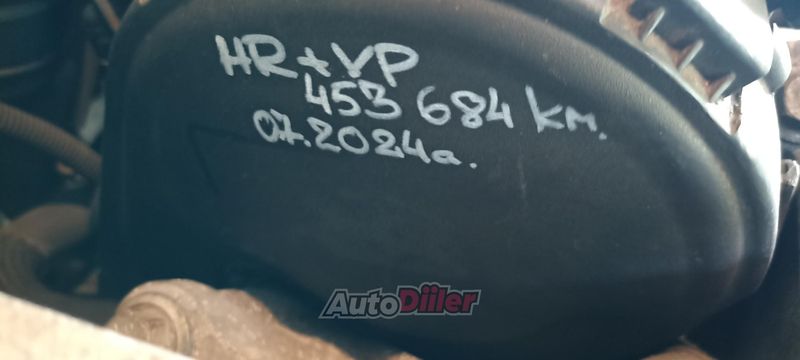 HR + VP
453 684 km.
07.2024a.
AutoDiiler